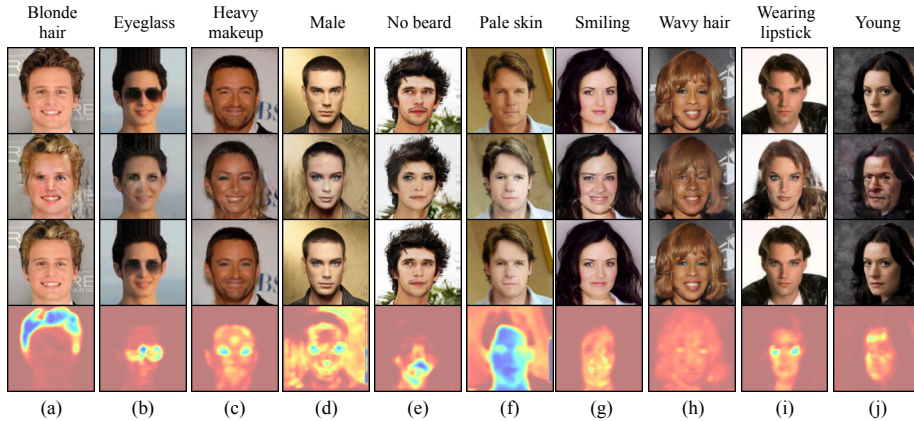 Blonde
hair
Eyeglass
Heavy
makeup
Male
No beard
Pale skin
Smiling
Wavy hair
Wearing
lipstick
Young
(a)
(b)
(c)
(d)
(e)
(f)
(g)
(h)
(i)
(j)